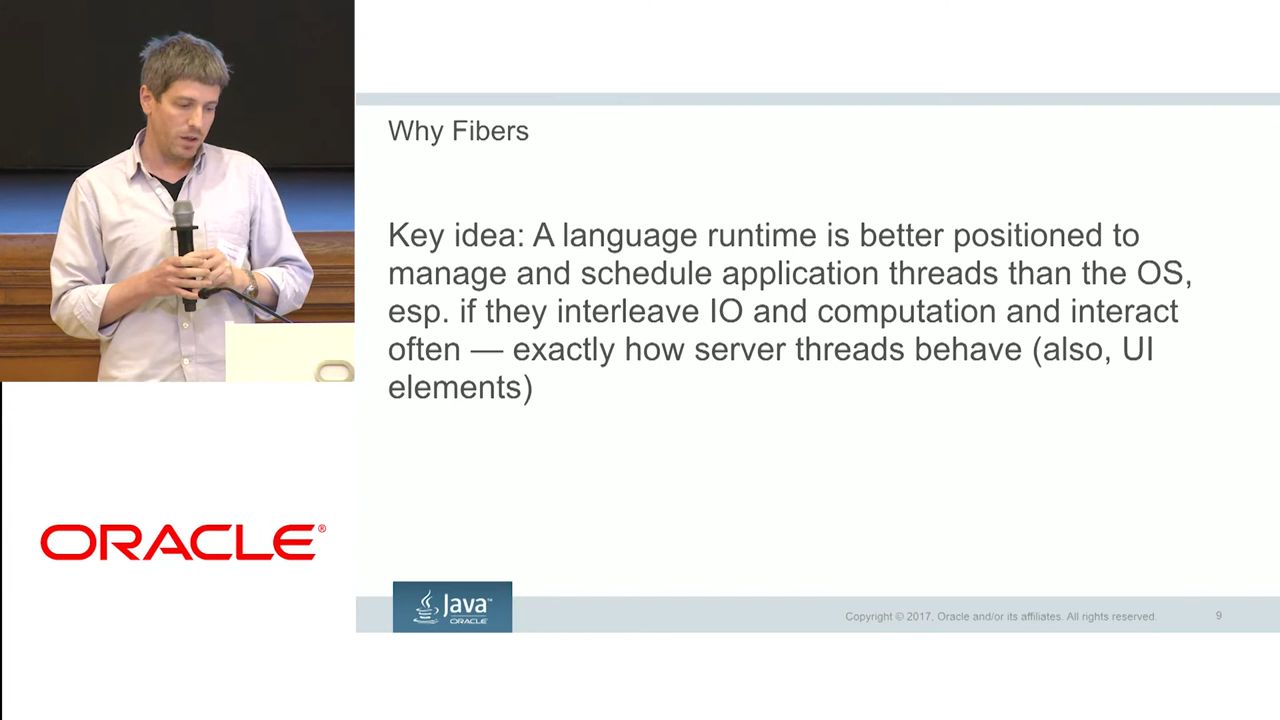 Why Fibers
Key idea: A language runtime is better positioned to
manage and schedule application threads than the OS,
esp. if they interleave IO and computation and interact
often — exactly how server threads behave (also, UI
elements)
ORACLE®
Java™
ORACLE
Copyright © 2017, Oracle and/or its affiliates. All rights reserved.
9